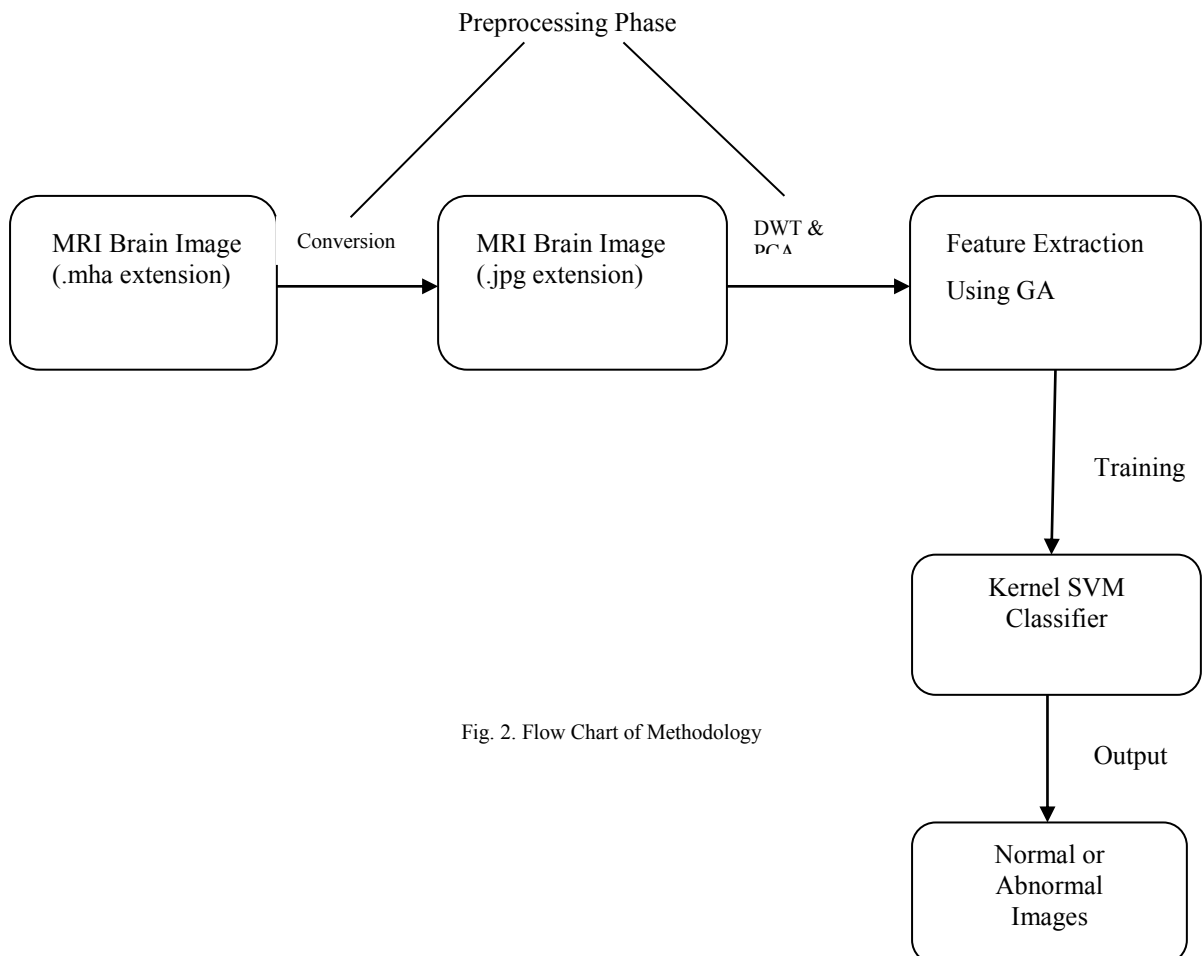 Preprocessing Phase
MRI Brain Image
(.mha extension)
Conversion
MRI Brain Image
(.jpg extension)
DWT &
PCA
Feature Extraction
Using GA
Training
Kernel SVM
Classifier
Fig. 2. Flow Chart of Methodology
Output
Normal or
Abnormal
Images